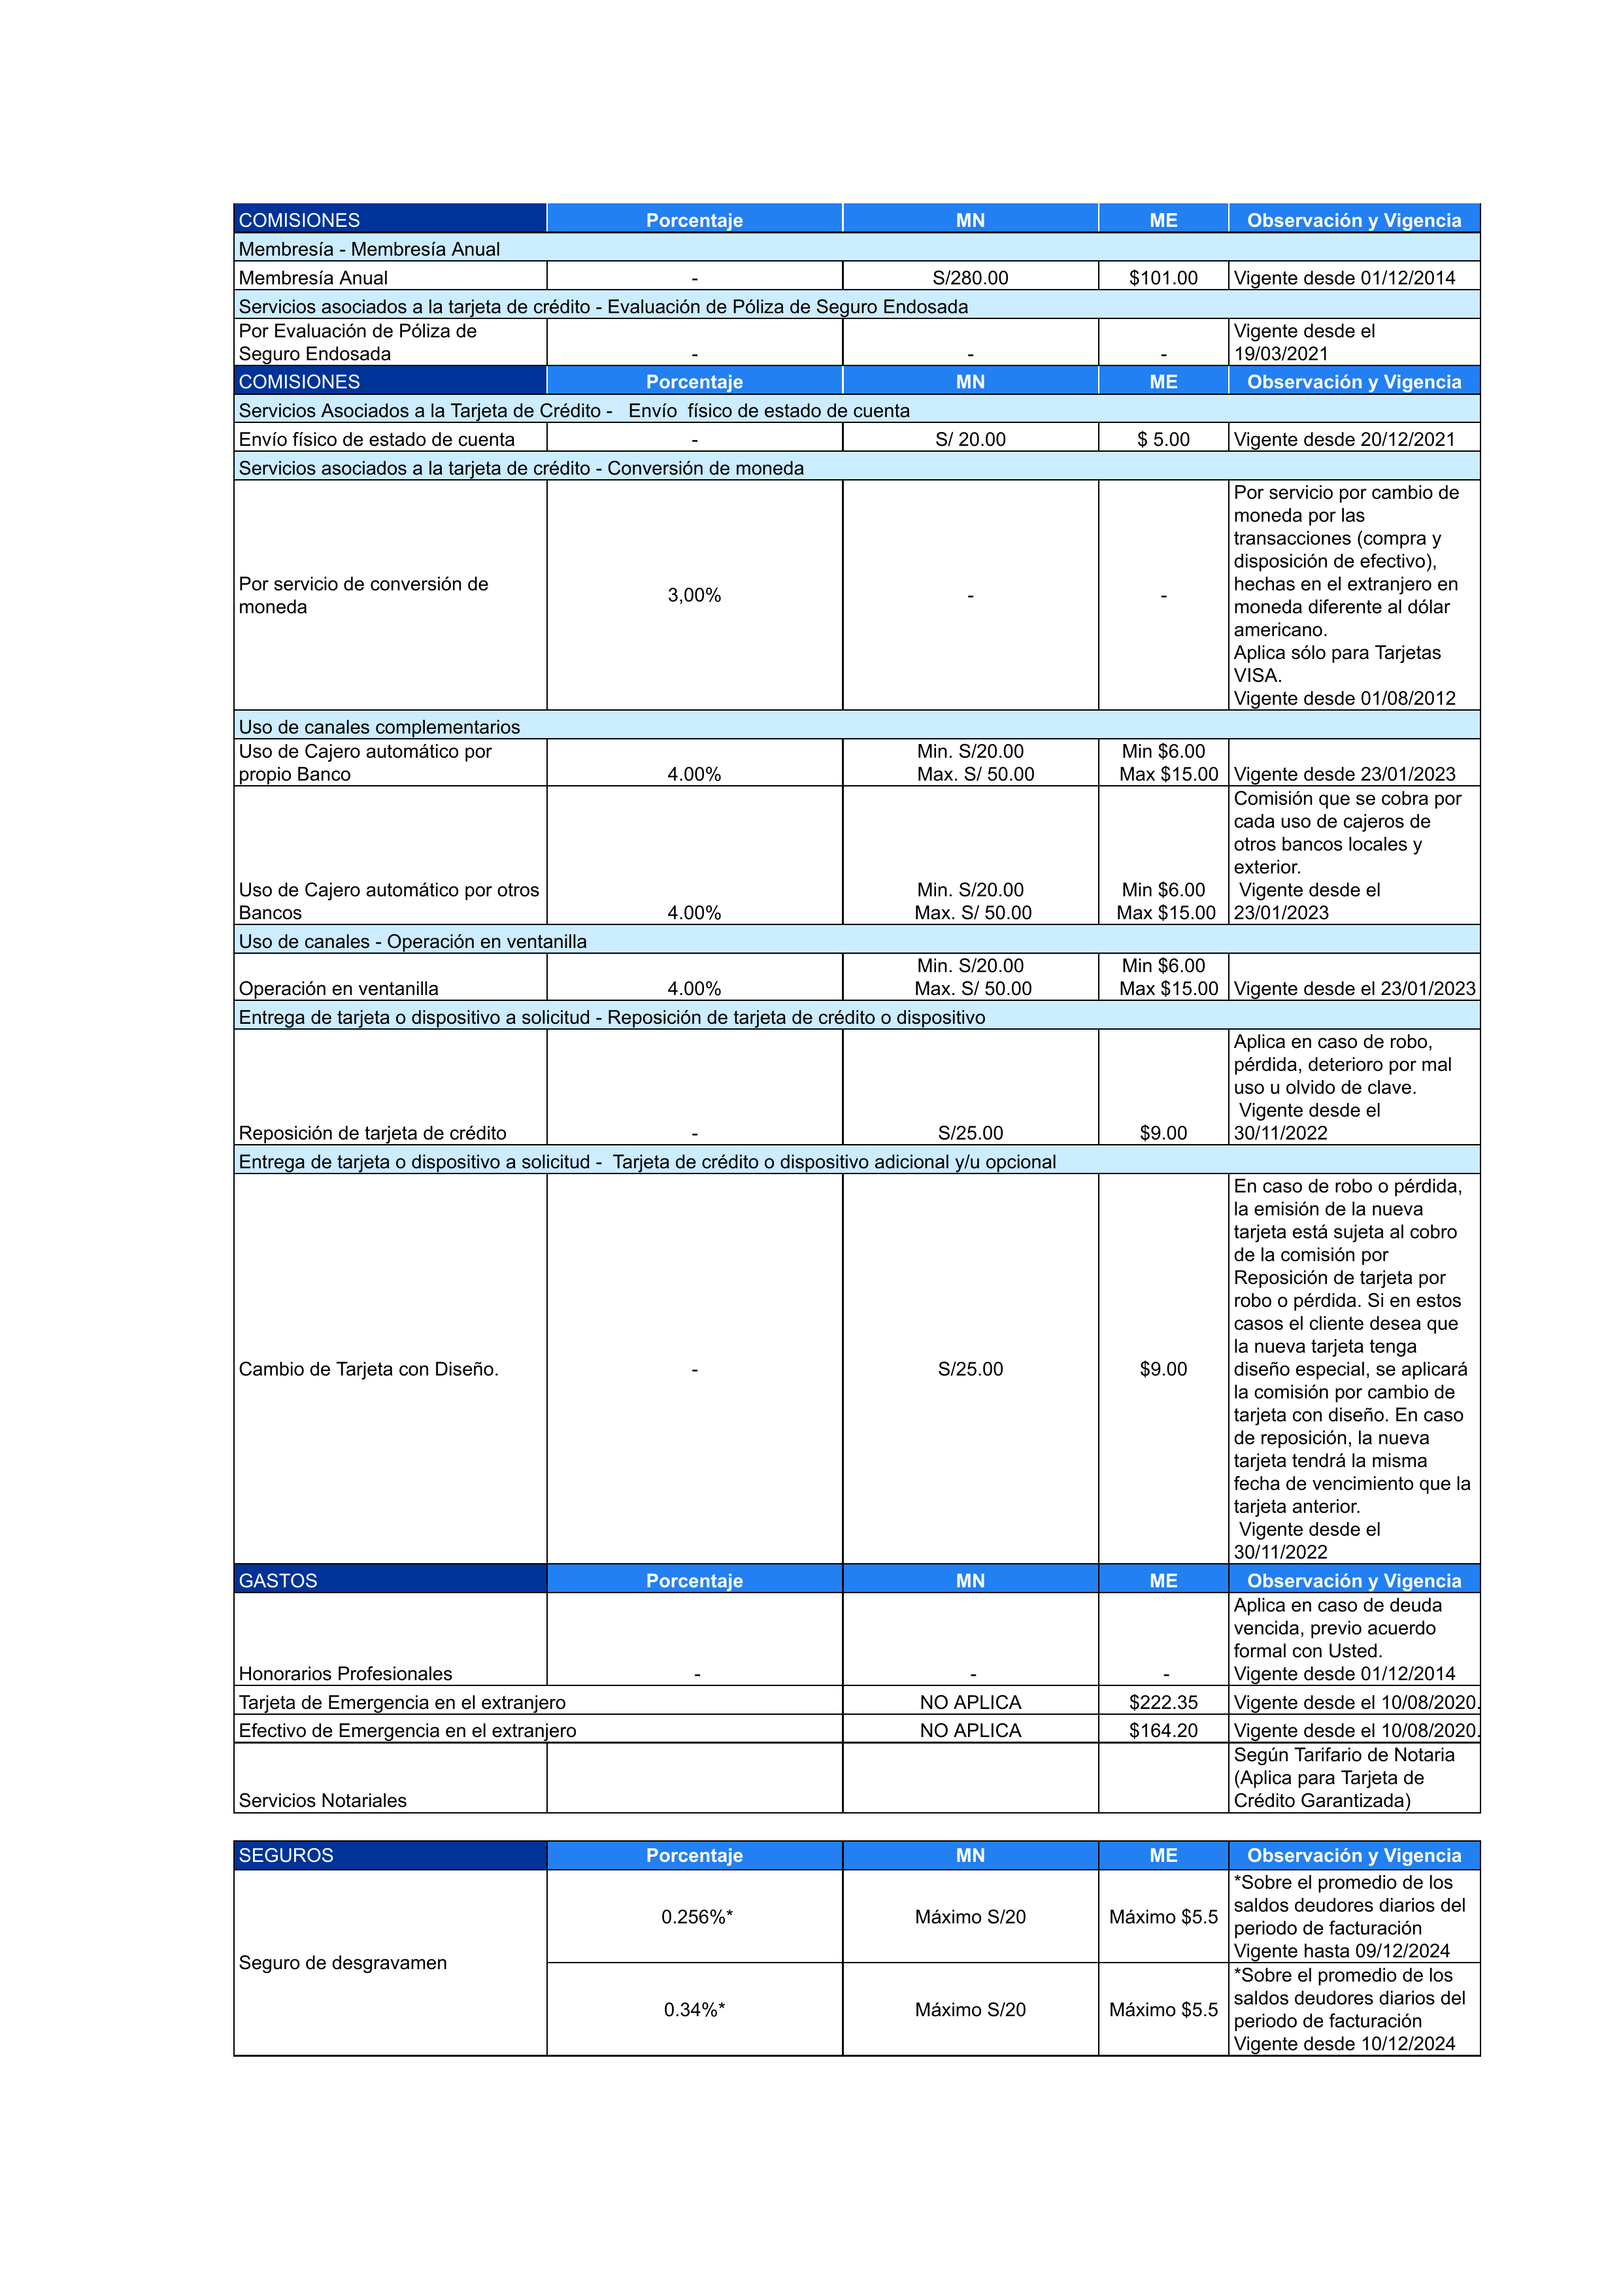 COMISIONES Porcentaje MN ME Observación y Vigencia
Membresía - Membresía Anual
Membresía Anual - S/280.00 $101.00 Vigente desde 01/12/2014
Servicios asociados a la tarjeta de crédito - Evaluación de Póliza de Seguro Endosada
Por Evaluación de Póliza de
Seguro Endosada - - - Vigente desde el
19/03/2021
COMISIONES Porcentaje MN ME Observación y Vigencia
Servicios Asociados a la Tarjeta de Crédito - Envío físico de estado de cuenta
Envío físico de estado de cuenta - S/ 20.00 $ 5.00 Vigente desde 20/12/2021
Servicios asociados a la tarjeta de crédito - Conversión de moneda
Por servicio de conversión de
moneda
3,00% - -
Por servicio por cambio de
moneda por las
transacciones (compra y
disposición de efectivo),
hechas en el extranjero en
moneda diferente al dólar
americano.
Aplica sólo para Tarjetas
VISA.
Vigente desde 01/08/2012
Uso de canales complementarios
Uso de Cajero automático por
propio Banco
4.00%
Min. S/20.00
Max. S/ 50.00
Min $6.00
Max $15.00
Vigente desde 23/01/2023
Uso de Cajero automático por otros
Bancos
4.00%
Min. S/20.00
Max. S/ 50.00
Min $6.00
Max $15.00
Comisión que se cobra por
cada uso de cajeros de
otros bancos locales y
exterior.
Vigente desde el
23/01/2023
Uso de canales - Operación en ventanilla
Operación en ventanilla
4.00%
Min. S/20.00
Max. S/ 50.00
Min $6.00
Max $15.00
Vigente desde el 23/01/2023
Entrega de tarjeta o dispositivo a solicitud - Reposición de tarjeta de crédito o dispositivo
Reposición de tarjeta de crédito - S/25.00 $9.00
Aplica en caso de robo,
pérdida, deterioro por mal
uso u olvido de clave.
Vigente desde el
30/11/2022
Entrega de tarjeta o dispositivo a solicitud - Tarjeta de crédito o dispositivo adicional y/u opcional
Cambio de Tarjeta con Diseño. - S/25.00 $9.00
En caso de robo o pérdida,
la emisión de la nueva
tarjeta está sujeta al cobro
de la comisión por
Reposición de tarjeta por
robo o pérdida. Si en estos
casos el cliente desea que
la nueva tarjeta tenga
diseño especial, se aplicará
la comisión por cambio de
tarjeta con diseño. En caso
de reposición, la nueva
tarjeta tendrá la misma
fecha de vencimiento que la
tarjeta anterior.
Vigente desde el
30/11/2022
GASTOS Porcentaje MN ME Observación y Vigencia
Honorarios Profesionales - - -
Aplica en caso de deuda
vencida, previo acuerdo
formal con Usted.
Vigente desde 01/12/2014
Tarjeta de Emergencia en el extranjero NO APLICA $222.35 Vigente desde el 10/08/2020.
Efectivo de Emergencia en el extranjero NO APLICA $164.20 Vigente desde el 10/08/2020.
Servicios Notariales
Según Tarifario de Notaria
(Aplica para Tarjeta de
Crédito Garantizada)
SEGUROS Porcentaje MN ME Observación y Vigencia
Seguro de desgravamen
0.256%* Máximo S/20 Máximo $5.5
*Sobre el promedio de los
saldos deudores diarios del
periodo de facturación
Vigente hasta 09/12/2024
0.34%* Máximo S/20 Máximo $5.5
*Sobre el promedio de los
saldos deudores diarios del
periodo de facturación
Vigente desde 10/12/2024